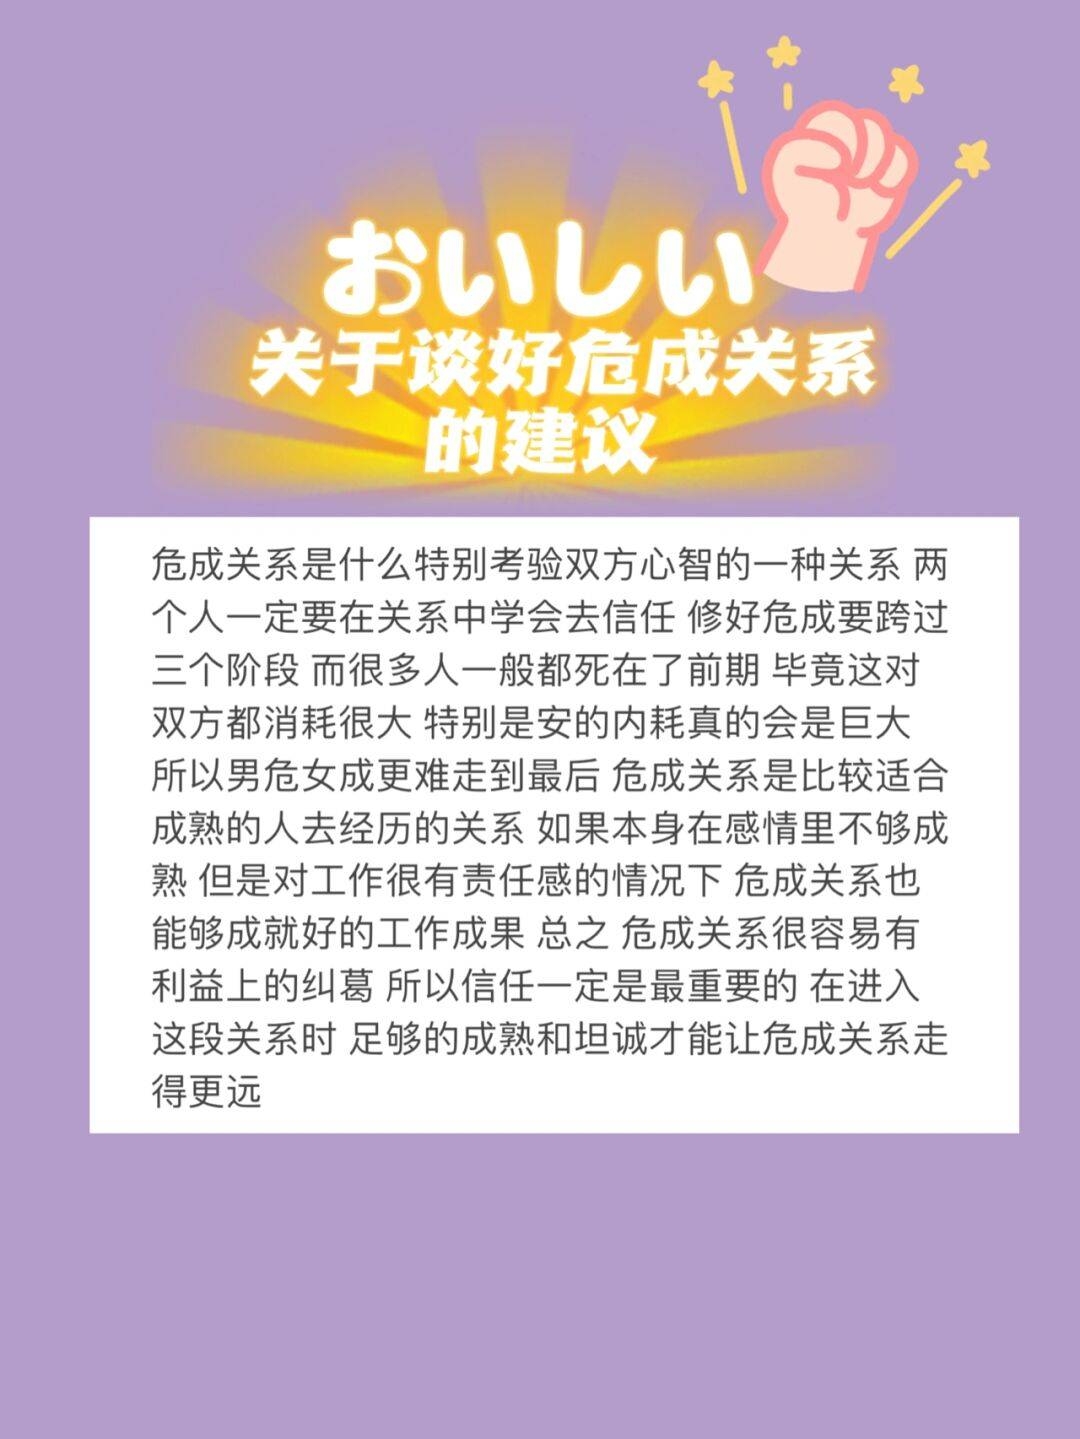 おいしい
关于谈好危成关系
的建议
危成关系是什么特别考验双方心智的一种关系 两
个人一定要在关系中学会去信任 修好危成要跨过
三个阶段 而很多人一般都死在了前期 毕竟这对
双方都消耗很大 特别是安的内耗真的会是巨大
所以男危女成更难走到最后 危成关系是比较适合
成熟的人去经历的关系 如果本身在感情里不够成
熟 但是对工作很有责任感的情况下 危成关系也
能够成就好的工作成果 总之 危成关系很容易有
利益上的纠葛 所以信任一定是最重要的 在进入
这段关系时 足够的成熟和坦诚才能让危成关系走
得更远